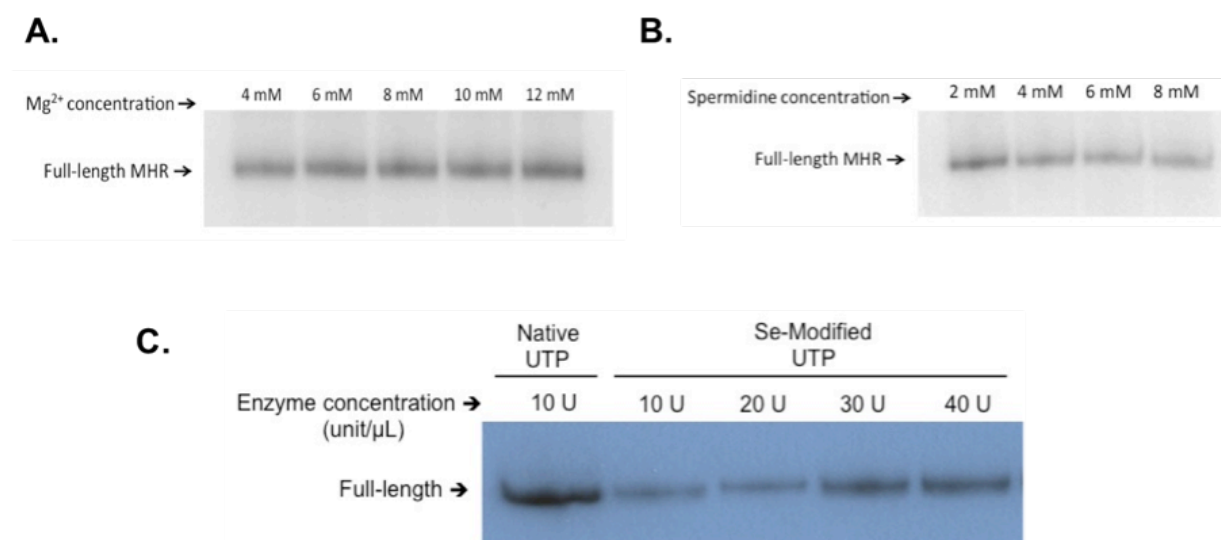 A.
Mg²⁺ concentration → 4 mM 6 mM 8 mM 10 mM 12 mM
Full-length MHR →
B.
Spermidine concentration → 2 mM 4 mM 6 mM 8 mM
Full-length MHR →
C.
Native UTP
Se-Modified UTP
Enzyme concentration → 10 U 10 U 20 U 30 U 40 U
(unit/µL)
Full-length →